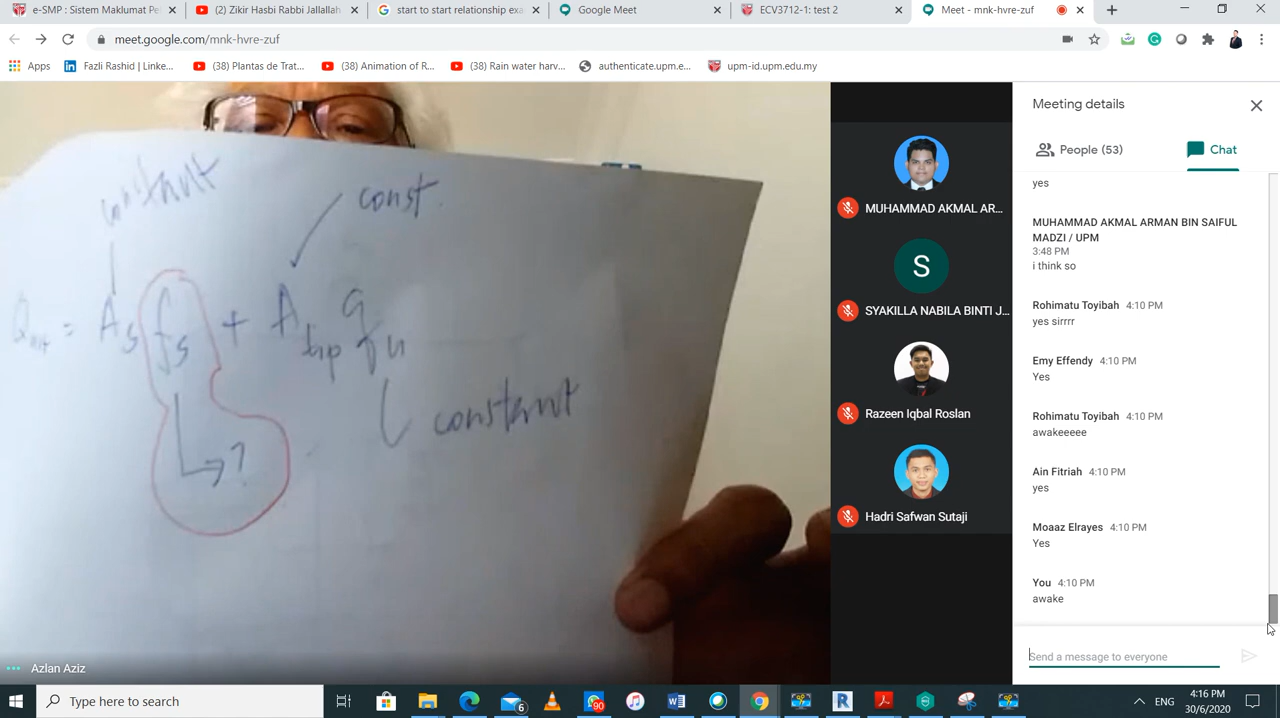 e-SMP : Sistem Maklumat Pel
(2) Zikir Hasbi Rabbi Jallallah
start to start relationship exa
Google Meet
ECV3712-1: test 2
Meet - mnk-hvre-zuf
meet.google.com/mnk-hvre-zuf
Apps
Fazli Rashid | Linke...
(38) Plantas de Trat...
(38) Animation of R...
(38) Rain water harv...
authenticate.upm.e...
upm-id.upm.edu.my
constant
const.
= As fs + A tip qu
?
constant
Azlan Aziz
MUHAMMAD AKMAL AR...
S
SYAKILLA NABILA BINTI J...
Razeen Iqbal Roslan
Hadri Safwan Sutaji
Meeting details
People (53)
Chat
yes
MUHAMMAD AKMAL ARMAN BIN SAIFUL
MADZI / UPM
3:48 PM
i think so
Rohimatu Toyibah 4:10 PM
yes sirrrr
Emy Effendy 4:10 PM
Yes
Rohimatu Toyibah 4:10 PM
awakeeeee
Ain Fitriah 4:10 PM
yes
Moaaz Elrayes 4:10 PM
Yes
You 4:10 PM
awake
Send a message to everyone
Type here to search
6
90
ENG
4:16 PM
30/6/2020